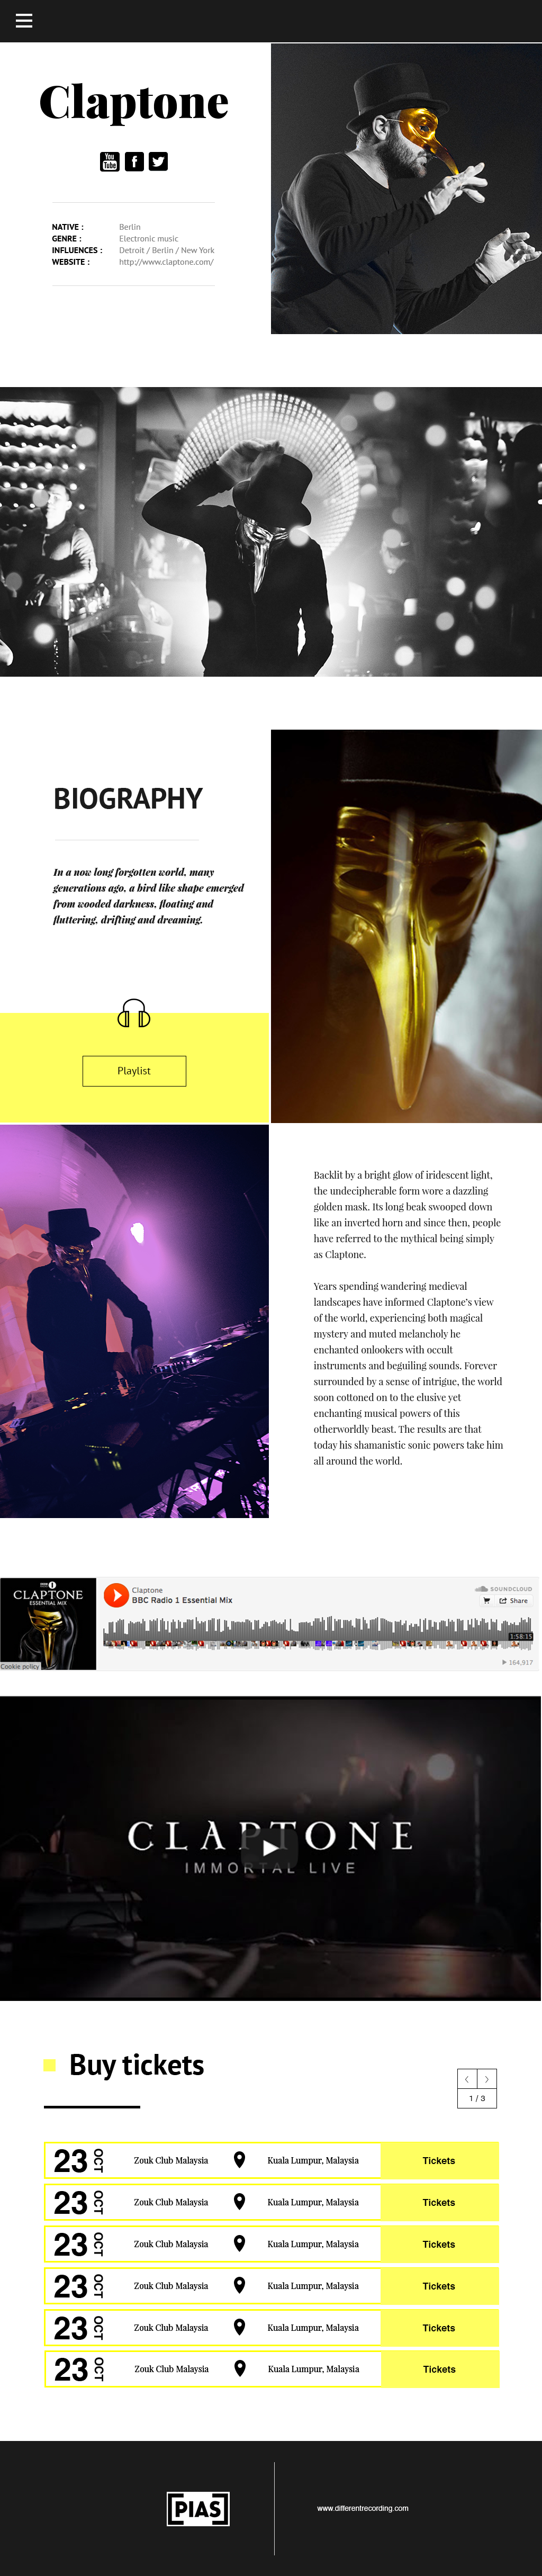 Claptone
You
Tube
f
NATIVE : Berlin
GENRE : Electronic music
INFLUENCES : Detroit / Berlin / New York
WEBSITE : http://www.claptone.com/
BIOGRAPHY
In a now long forgotten world, many
generations ago, a bird like shape emerged
from wooded darkness, floating and
fluttering, drifting and dreaming.
Playlist
Backlit by a bright glow of iridescent light,
the undecipherable form wore a dazzling
golden mask. Its long beak swooped down
like an inverted horn and since then, people
have referred to the mythical being simply
as Claptone.
Years spending wandering medieval
landscapes have informed Claptone's view
of the world, experiencing both magical
mystery and muted melancholy he
enchanted onlookers with occult
instruments and beguiling sounds. Forever
surrounded by a sense of intrigue, the world
soon cottoned on to the elusive yet
enchanting musical powers of this
otherworldly beast. The results are that
today his shamanistic sonic powers take him
all around the world.
CLAPTONE
ESSENTIAL MIX
Cookie policy
Claptone
BBC Radio 1 Essential Mix
SOUNDCLOUD
Share
1:58:15
164,917
CLAPTONE
IMMORTAL LIVE
Buy tickets
1 / 3
23 OCT Zouk Club Malaysia Kuala Lumpur, Malaysia Tickets
23 OCT Zouk Club Malaysia Kuala Lumpur, Malaysia Tickets
23 OCT Zouk Club Malaysia Kuala Lumpur, Malaysia Tickets
23 OCT Zouk Club Malaysia Kuala Lumpur, Malaysia Tickets
23 OCT Zouk Club Malaysia Kuala Lumpur, Malaysia Tickets
23 OCT Zouk Club Malaysia Kuala Lumpur, Malaysia Tickets
[PIAS]
www.differentrecording.com